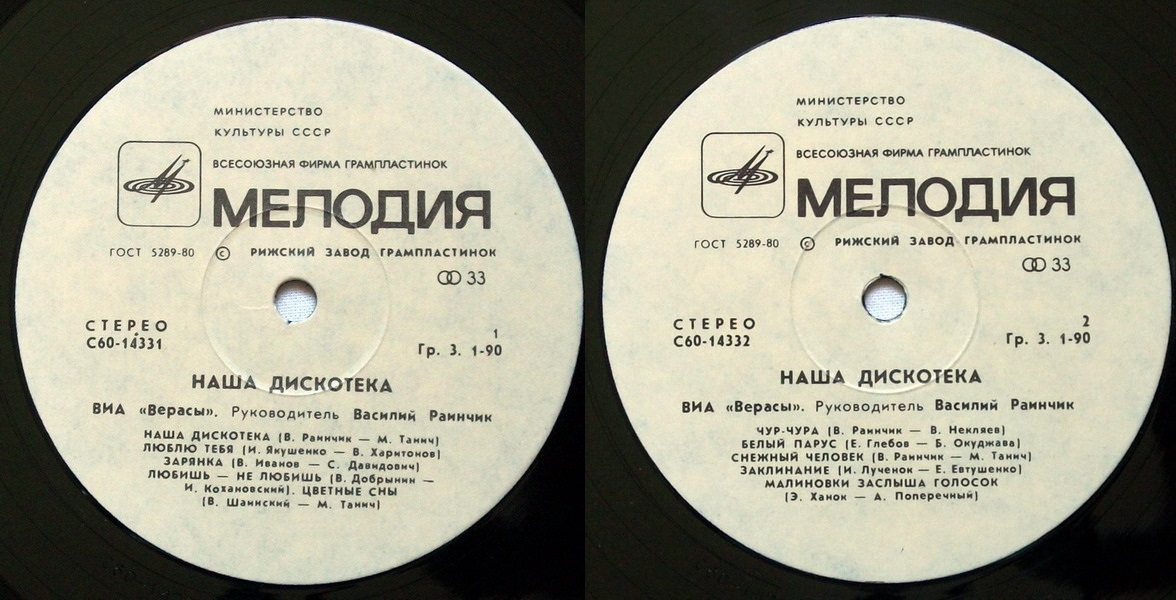 МИНИСТЕРСТВО
КУЛЬТУРЫ СССР
ВСЕСОЮЗНАЯ ФИРМА ГРАМПЛАСТИНОК
МЕЛОДИЯ
ГОСТ 5289-80 © РИЖСКИЙ ЗАВОД ГРАМПЛАСТИНОК
33
СТЕРЕО
С60-14331
1
Гр. 3. 1-90
НАША ДИСКОТЕКА
ВИА «Верасы». Руководитель Василий Раинчик
НАША ДИСКОТЕКА (В. Раинчик — М. Танич)
ЛЮБЛЮ ТЕБЯ (И. Якушенко — В. Харитонов)
ЗАРЯНКА (В. Иванов — С. Давидович)
ЛЮБИШЬ — НЕ ЛЮБИШЬ (В. Добрынин —
И. Кохановский). ЦВЕТНЫЕ СНЫ
(В. Шаинский — М. Танич)
МИНИСТЕРСТВО
КУЛЬТУРЫ СССР
ВСЕСОЮЗНАЯ ФИРМА ГРАМПЛАСТИНОК
МЕЛОДИЯ
ГОСТ 5289-80 © РИЖСКИЙ ЗАВОД ГРАМПЛАСТИНОК
33
СТЕРЕО
С60-14332
2
Гр. 3. 1-90
НАША ДИСКОТЕКА
ВИА «Верасы». Руководитель Василий Раинчик
ЧУР-ЧУРА (В. Раинчик — В. Некляев)
БЕЛЫЙ ПАРУС (Е. Глебов — Б. Окуджава)
СНЕЖНЫЙ ЧЕЛОВЕК (В. Раинчик — М. Танич)
ЗАКЛИНАНИЕ (И. Лученок — Е. Евтушенко)
МАЛИНОВКИ ЗАСЛЫША ГОЛОСОК
(Э. Ханок — А. Поперечный)